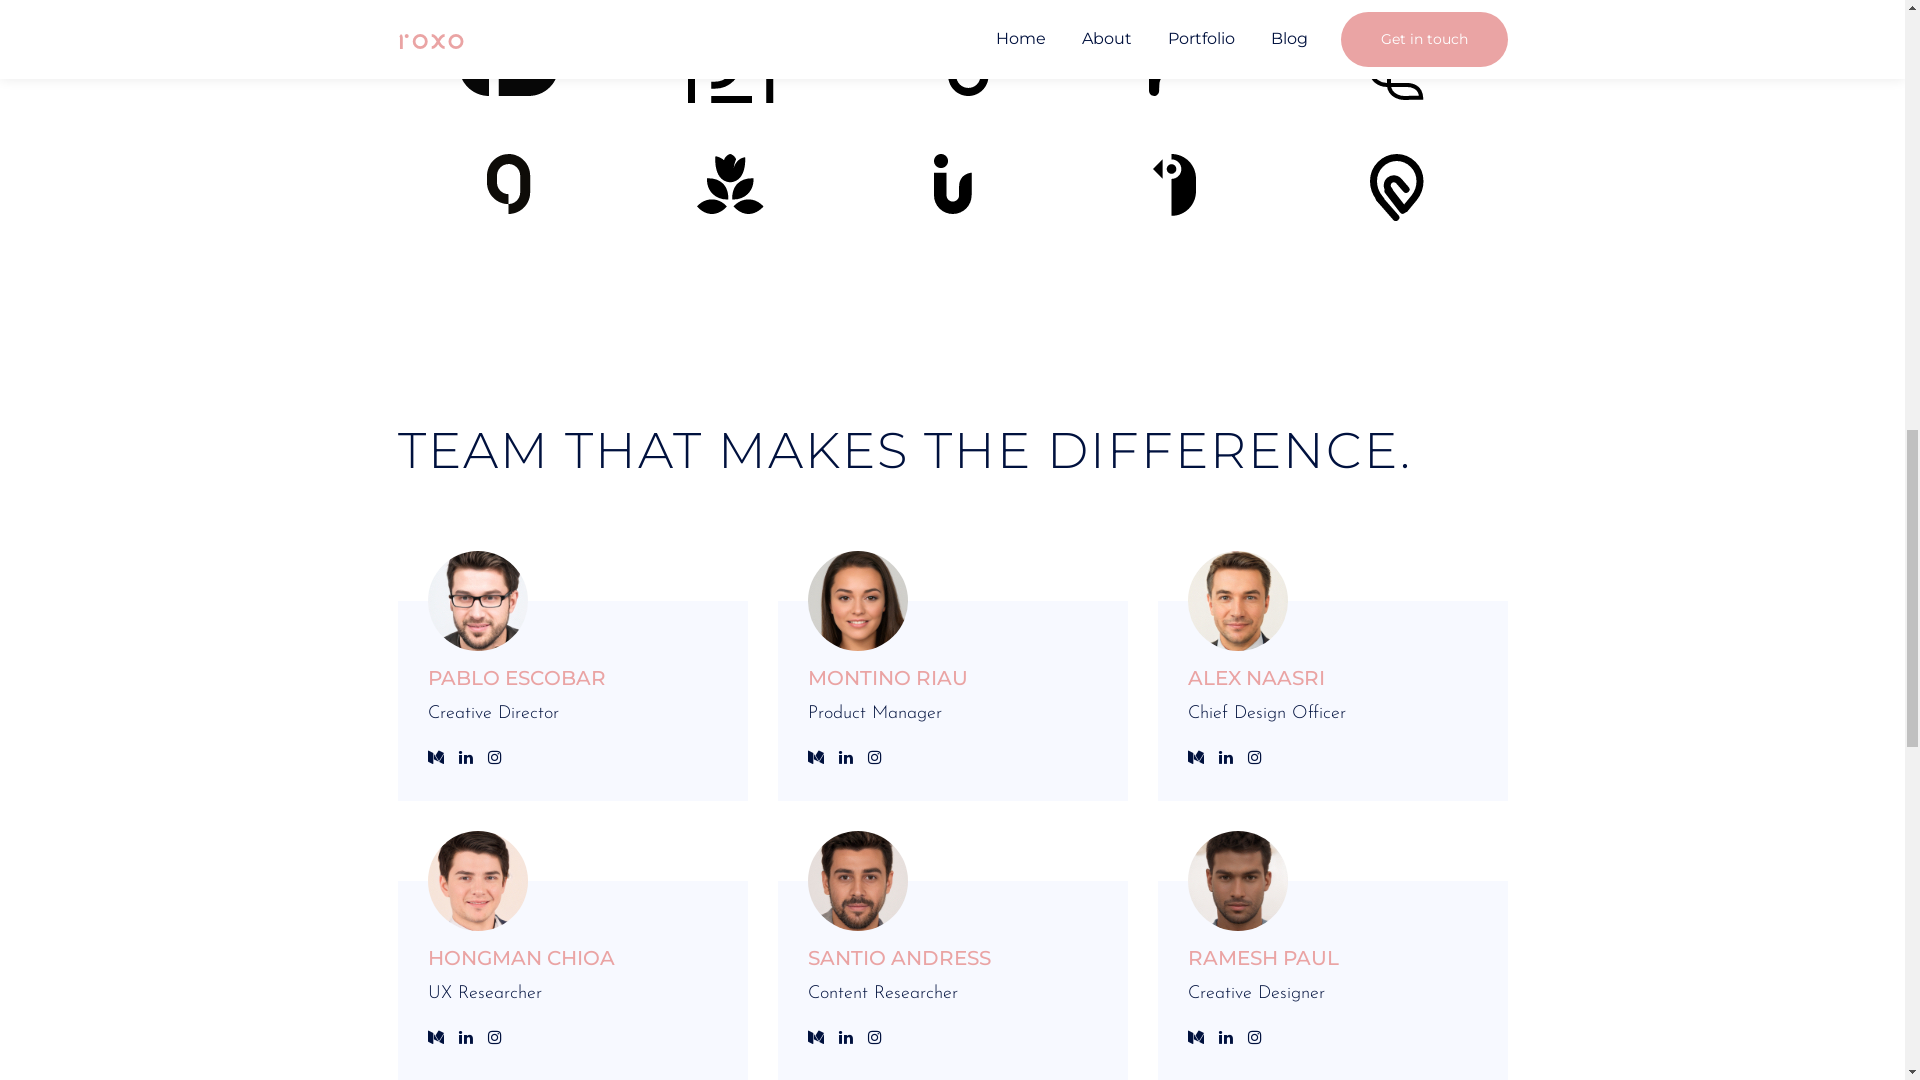 roxo
Home
About
Portfolio
Blog
Get in touch
TEAM THAT MAKES THE DIFFERENCE.
PABLO ESCOBAR
Creative Director
MONTINO RIAU
Product Manager
ALEX NAASRI
Chief Design Officer
HONGMAN CHIOA
UX Researcher
SANTIO ANDRESS
Content Researcher
RAMESH PAUL
Creative Designer